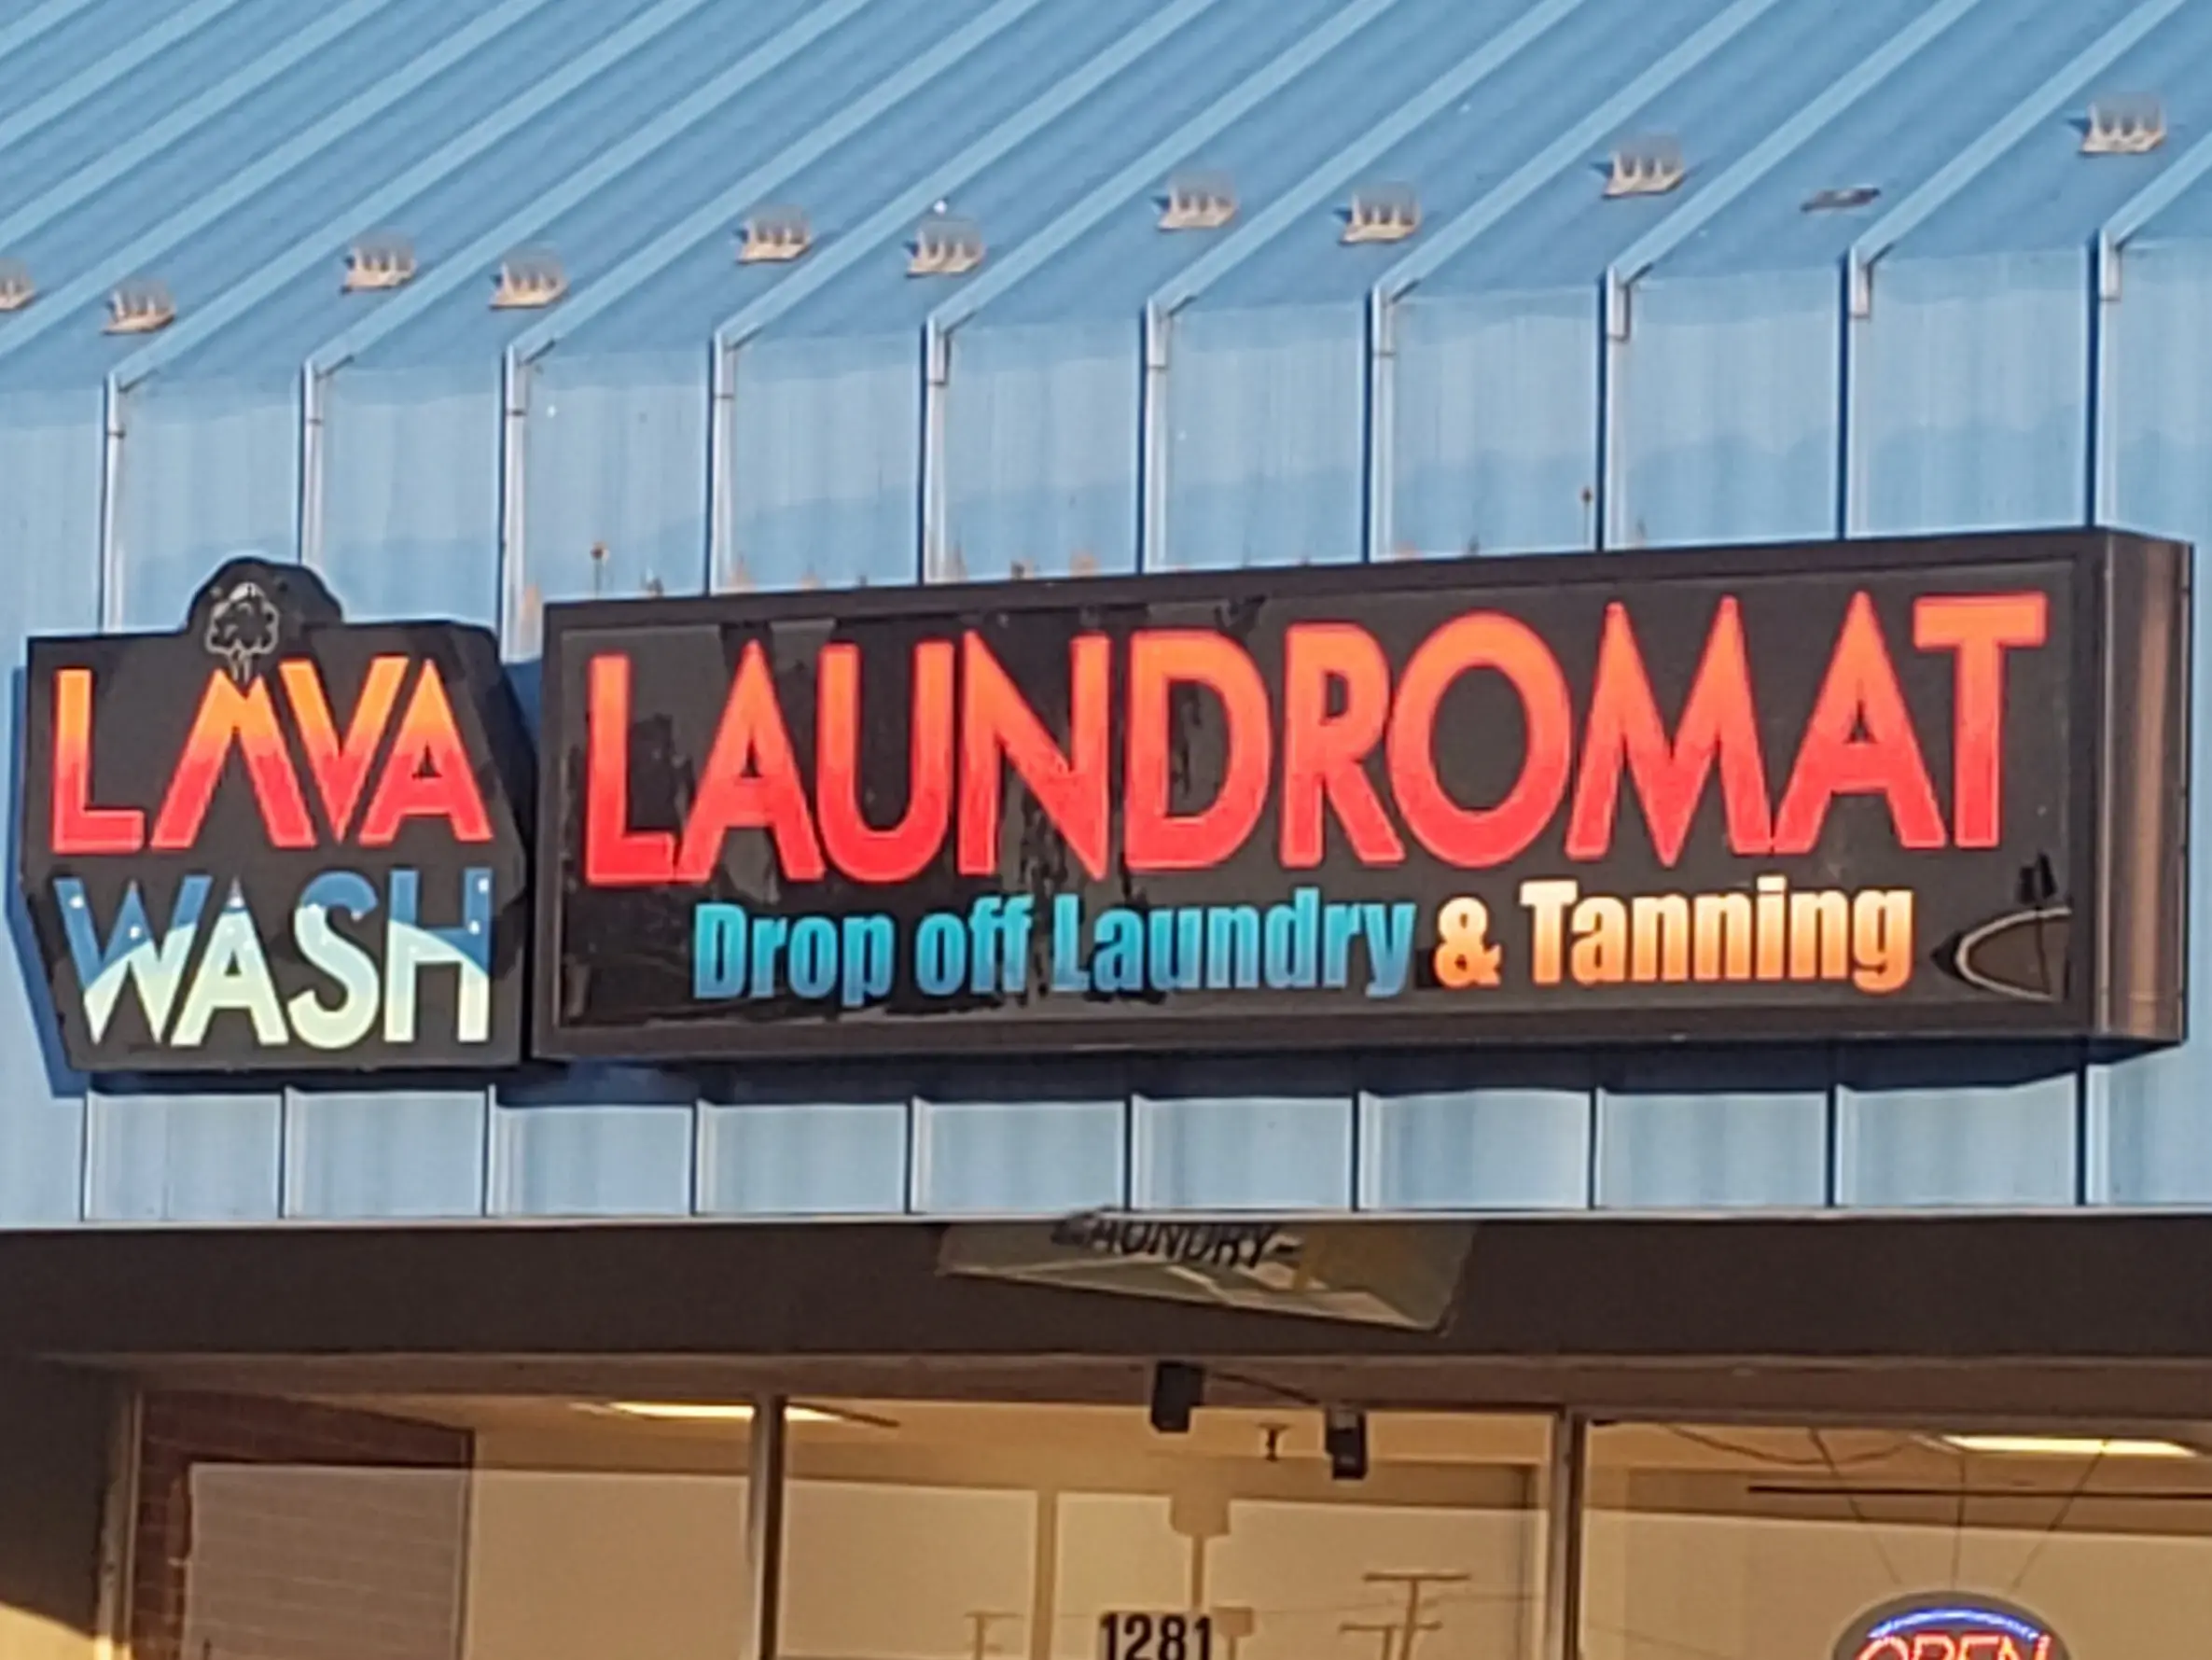 LAVA
WASH
LAUNDROMAT
Drop off Laundry & Tanning
LAUNDRY
1281
OPEN